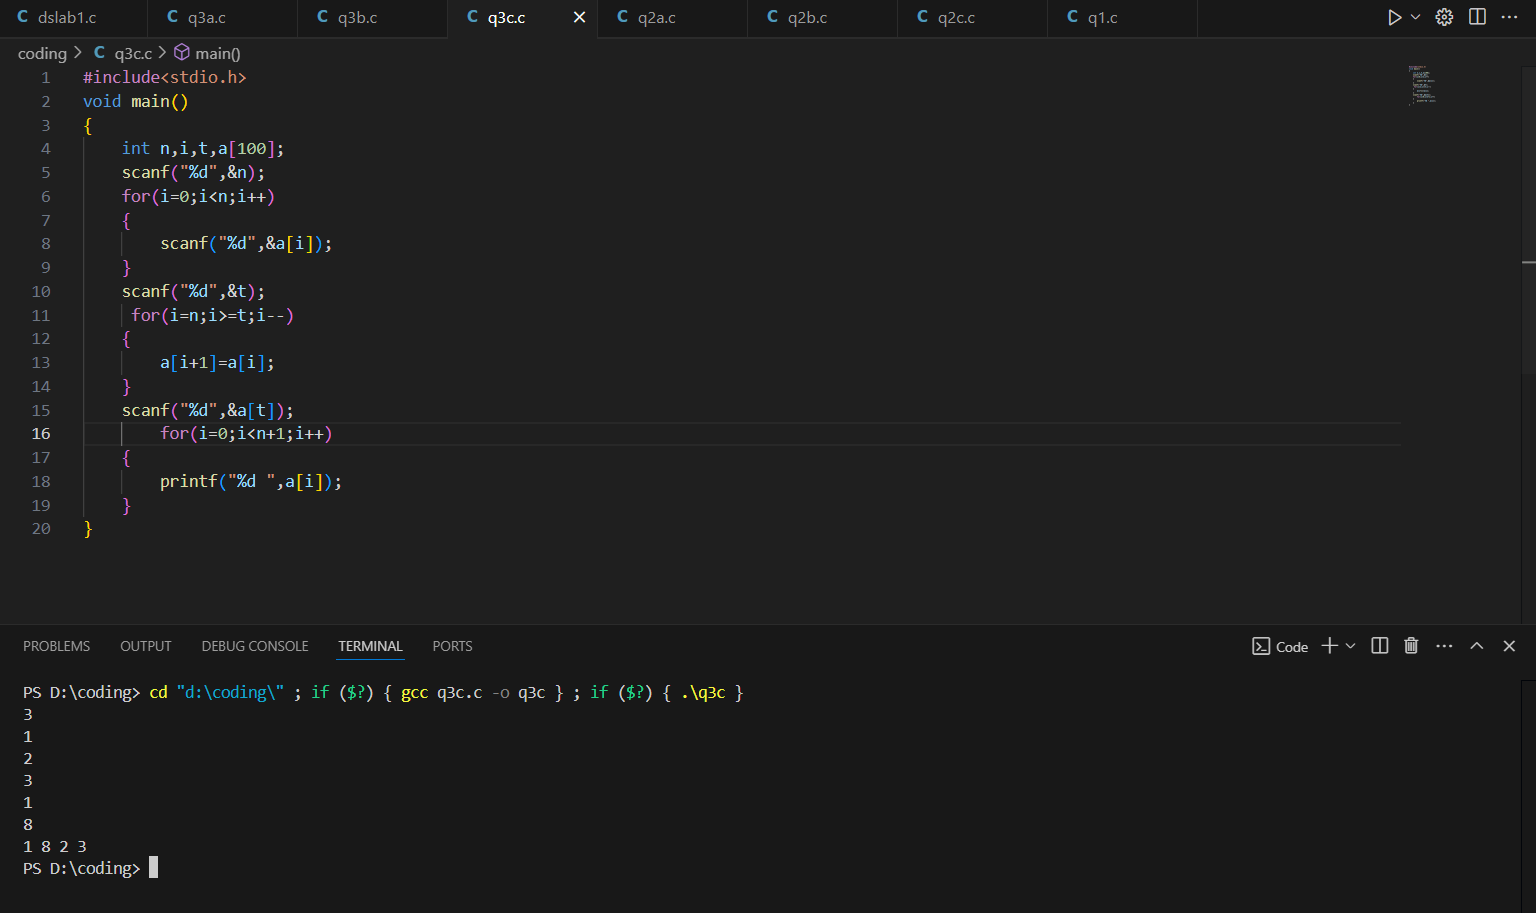 C dslab1.c C q3a.c C q3b.c C q3c.c C q2a.c C q2b.c C q2c.c C q1.c
coding > C q3c.c > main()
1 #include<stdio.h>
2 void main()
3 {
4 int n,i,t,a[100];
5 scanf("%d",&n);
6 for(i=0;i<n;i++)
7 {
8 scanf("%d",&a[i]);
9 }
10 scanf("%d",&t);
11 for(i=n;i>=t;i--)
12 {
13 a[i+1]=a[i];
14 }
15 scanf("%d",&a[t]);
16 for(i=0;i<n+1;i++)
17 {
18 printf("%d ",a[i]);
19 }
20 }
PROBLEMS OUTPUT DEBUG CONSOLE TERMINAL PORTS Code
PS D:\coding> cd "d:\coding\" ; if ($?) { gcc q3c.c -o q3c } ; if ($?) { .\q3c }
3
1
2
3
1
8
1 8 2 3
PS D:\coding>